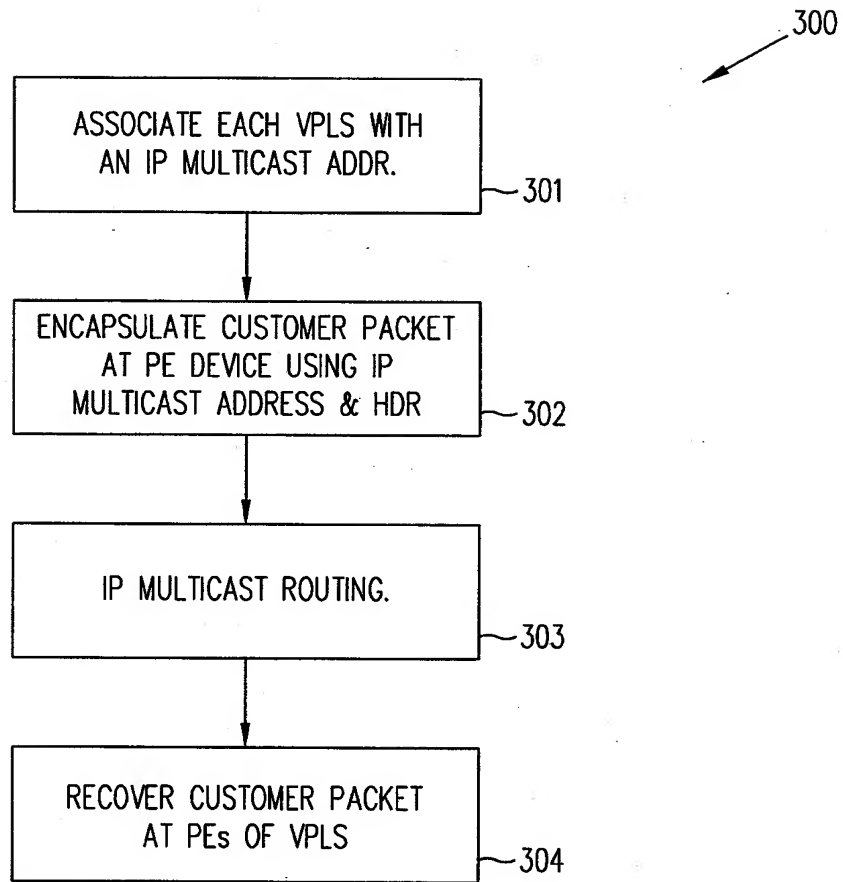 300
ASSOCIATE EACH VPLS WITH
AN IP MULTICAST ADDR.
301
ENCAPSULATE CUSTOMER PACKET
AT PE DEVICE USING IP
MULTICAST ADDRESS & HDR
302
IP MULTICAST ROUTING.
303
RECOVER CUSTOMER PACKET
AT PEs OF VPLS
304